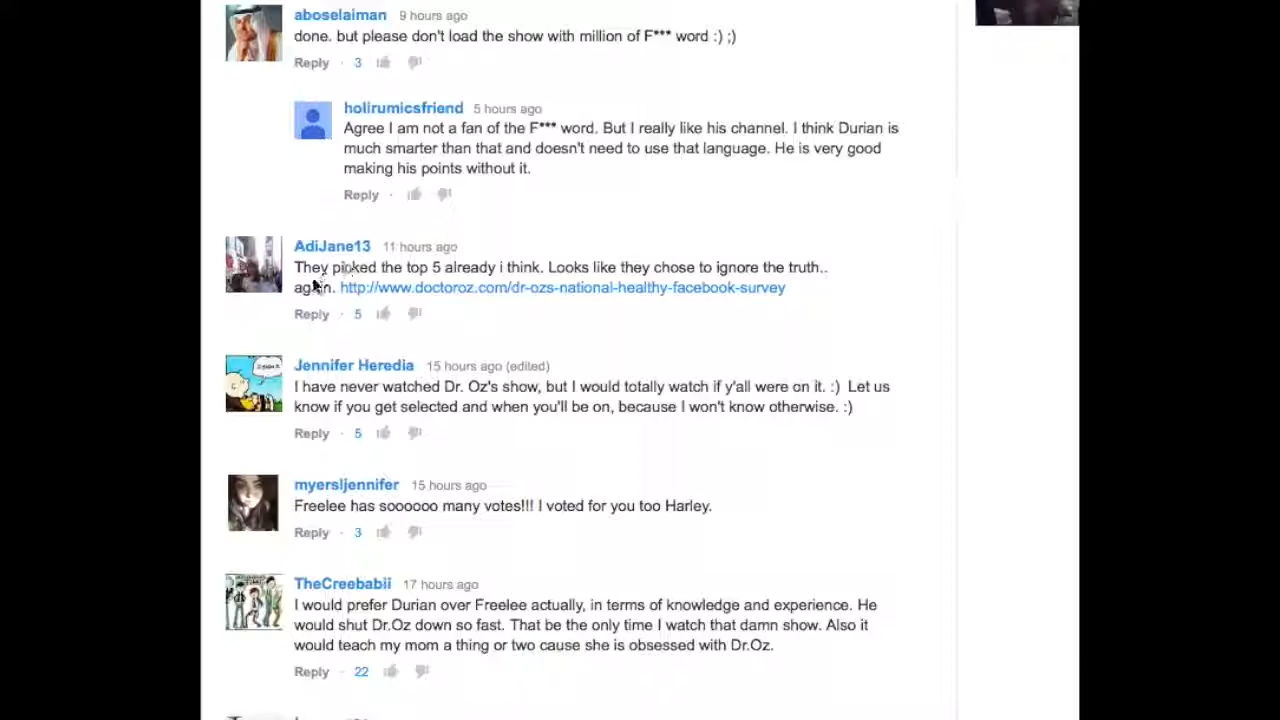 aboselaiman 9 hours ago
done. but please don't load the show with million of F*** word :) ;)
Reply · 3
holirumicsfriend 5 hours ago
Agree I am not a fan of the F*** word. But I really like his channel. I think Durian is
much smarter than that and doesn't need to use that language. He is very good
making his points without it.
Reply ·
AdiJane13 11 hours ago
They picked the top 5 already i think. Looks like they chose to ignore the truth..
again. http://www.doctoroz.com/dr-ozs-national-healthy-facebook-survey
Reply · 5
Jennifer Heredia 15 hours ago (edited)
I have never watched Dr. Oz's show, but I would totally watch if y'all were on it. :) Let us
know if you get selected and when you'll be on, because I won't know otherwise. :)
Reply · 5
myersljennifer 15 hours ago
Freelee has soooooo many votes!!! I voted for you too Harley.
Reply · 3
TheCreebabii 17 hours ago
I would prefer Durian over Freelee actually, in terms of knowledge and experience. He
would shut Dr.Oz down so fast. That be the only time I watch that damn show. Also it
would teach my mom a thing or two cause she is obsessed with Dr.Oz.
Reply · 22